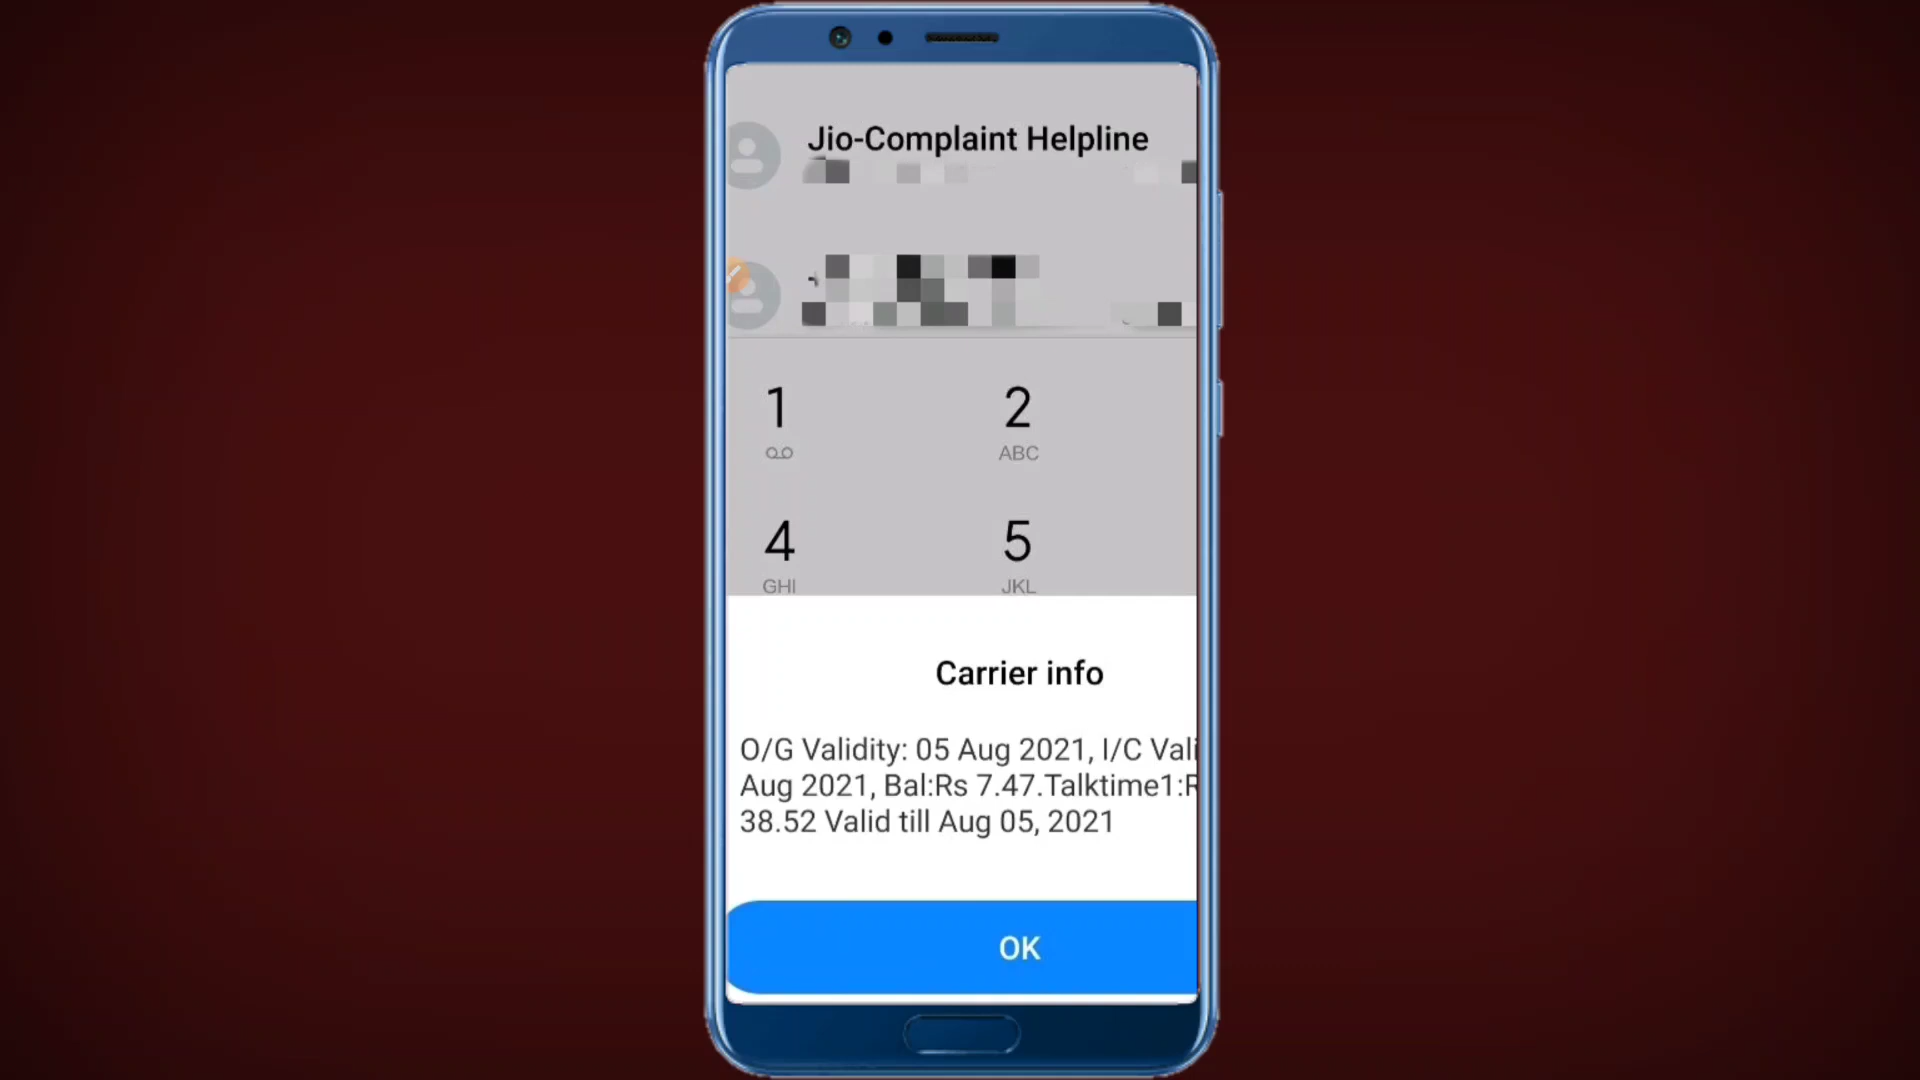 Jio-Complaint Helpline
1 2
ABC
4 5
GHI JKL
Carrier info
O/G Validity: 05 Aug 2021, I/C Vali
Aug 2021, Bal:Rs 7.47.Talktime1:R
38.52 Valid till Aug 05, 2021
OK